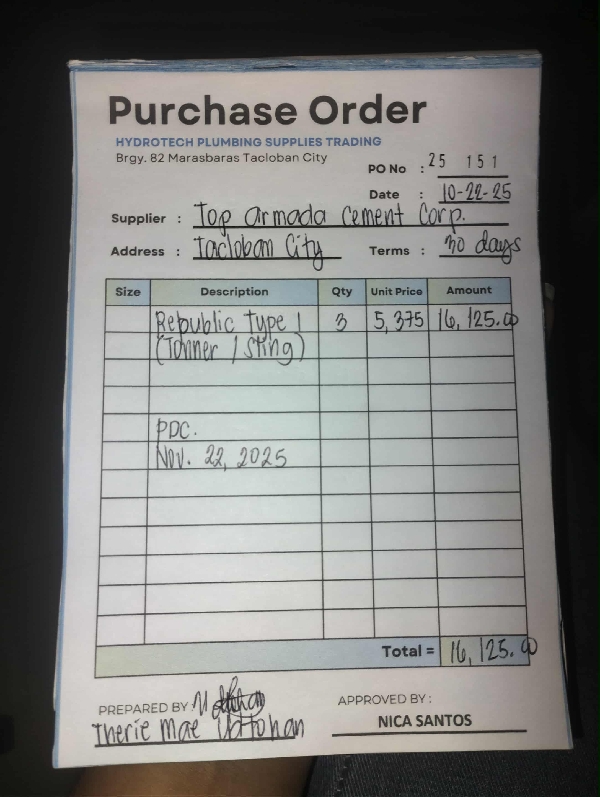 Purchase Order
HYDROTECH PLUMBING SUPPLIES TRADING
Brgy. 82 Marasbaras Tacloban City
PO No : 25 151
Date : 10-22-25
Supplier : Top armada cement Corp.
Address : Tacloban City Terms : 30 days
Size Description Qty Unit Price Amount
Republic Type 1 3 5,375 16,125.00
(Tonner / Sting)
PDC.
Nov. 22, 2025
Total = 16,125.00
PREPARED BY: APPROVED BY :
Therie Mae NICA SANTOS